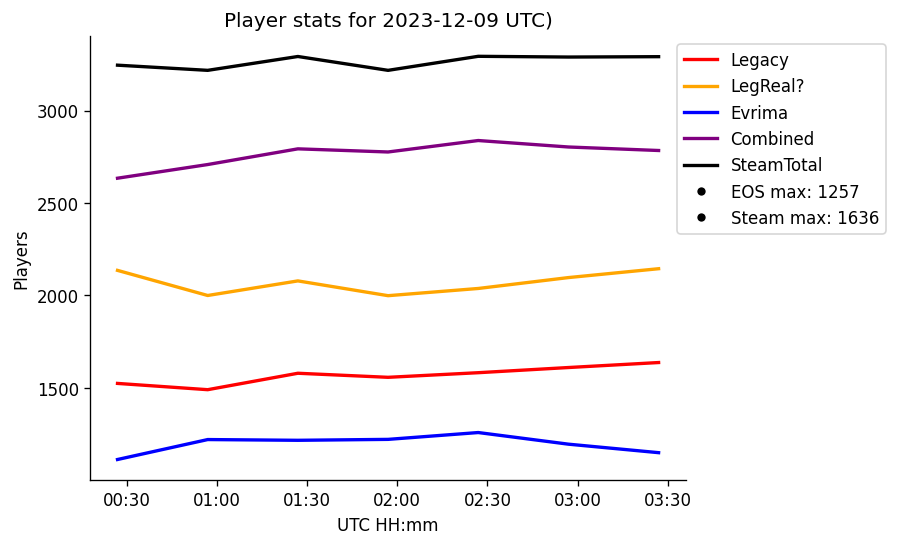 Player stats for 2023-12-09 UTC)
Legacy
LegReal?
Evrima
Combined
SteamTotal
EOS max: 1257
Steam max: 1636
Players
3000
2500
2000
1500
00:30 01:00 01:30 02:00 02:30 03:00 03:30
UTC HH:mm